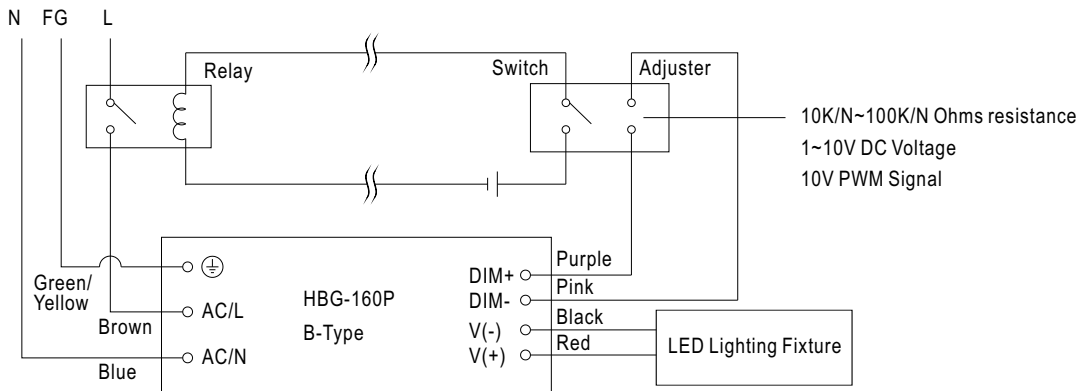 N FG L
Relay
Switch
Adjuster
10K/N~100K/N Ohms resistance
1~10V DC Voltage
10V PWM Signal
Green/
Yellow
Brown
Blue
AC/L
AC/N
HBG-160P
B-Type
DIM+
DIM-
V(-)
V(+)
Purple
Pink
Black
Red
LED Lighting Fixture